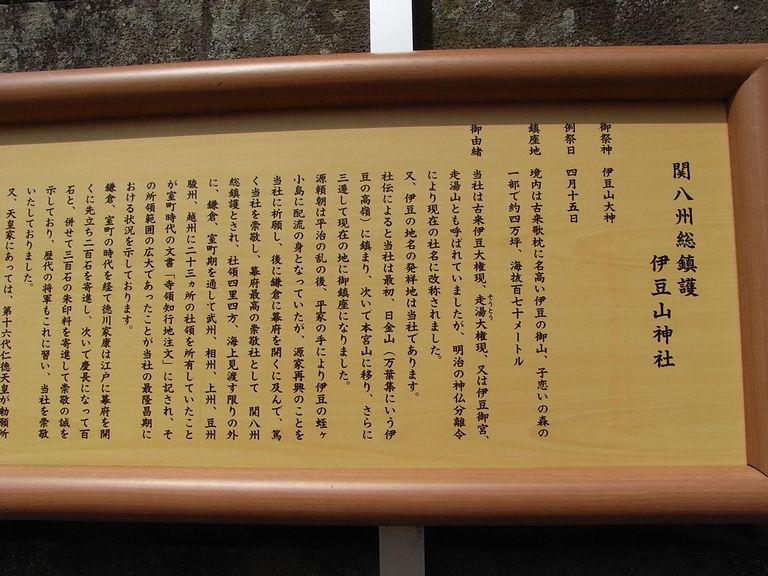 関八州総鎮護
伊豆山神社
御祭神　伊豆山大神
例祭日　四月十五日
鎮座地　境内は古来歌枕に名高い伊豆の御山、子恋いの森の
一部で約四万坪、海抜百七十メートル
御由緒　当社は古来伊豆大権現、走湯大権現、又は伊豆御宮、
そうとう
走湯山とも呼ばれていましたが、明治の神仏分離令
により現在の社名に改称されました。
又、伊豆の地名の発祥地は当社であります。
社伝によると当社は最初、日金山（万葉集にいう伊
豆の高嶺）に鎮まり、次いで本宮山に移り、さらに
三遷して現在の地に御鎮座になりました。
源頼朝は平治の乱の後、平家の手により伊豆の蛭ヶ
小島に配流の身となっていたが、源家再興のことを
当社に祈願し、後に鎌倉に幕府を開くに及んで、篤
く当社を崇敬し、幕府最高の崇敬社として　関八州
総鎮護とされ、社領四里四方、海上見渡す限りの外
に、鎌倉、室町期を通して武州、相州、上州、豆州
駿州、越州に二十三ヵ所の社領を所有していたこと
が室町時代の文書「寺領知行地注文」に記され、そ
の所領範囲の広大であったことが当社の最隆昌期に
おける状況を示しております。
鎌倉、室町の時代を経て徳川家康は江戸に幕府を開
くに先立ち二百石を寄進し、次いで慶長になって百
石と、併せて三百石の朱印料を寄進して崇敬の誠を
示しており、歴代の将軍もこれに習い、当社を崇敬
いたしておりました。
又、天皇家にあっては、第十六代仁徳天皇が勅願所